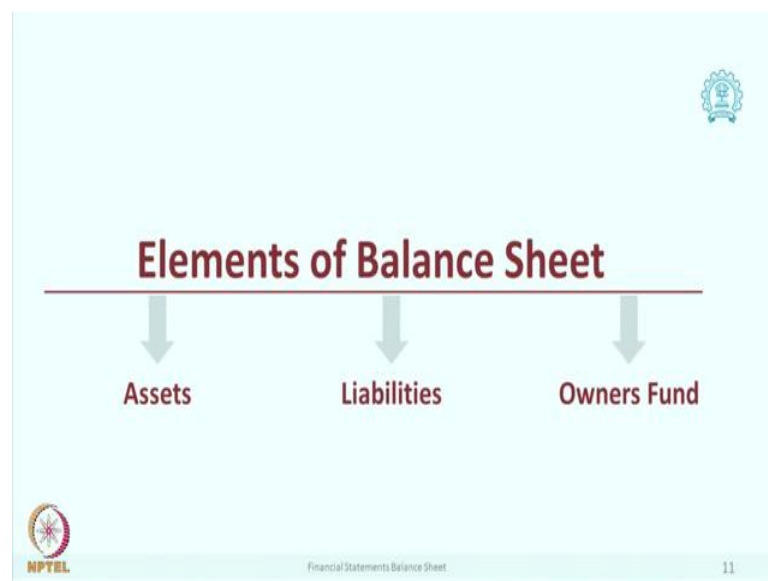 Elements of Balance Sheet
Assets
Liabilities
Owners Fund
NPTEL
Financial Statements Balance Sheet
11